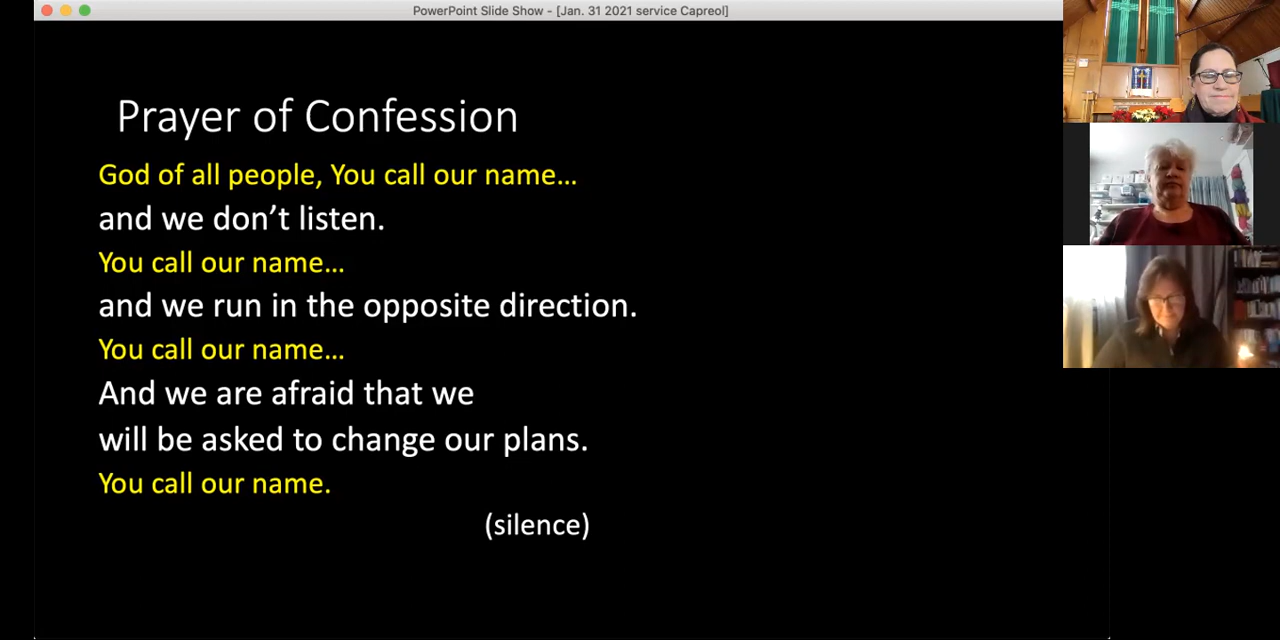 PowerPoint Slide Show - [Jan. 31 2021 service Capreol]
Prayer of Confession
God of all people, You call our name…
and we don’t listen.
You call our name…
and we run in the opposite direction.
You call our name…
And we are afraid that we
will be asked to change our plans.
You call our name.
(silence)